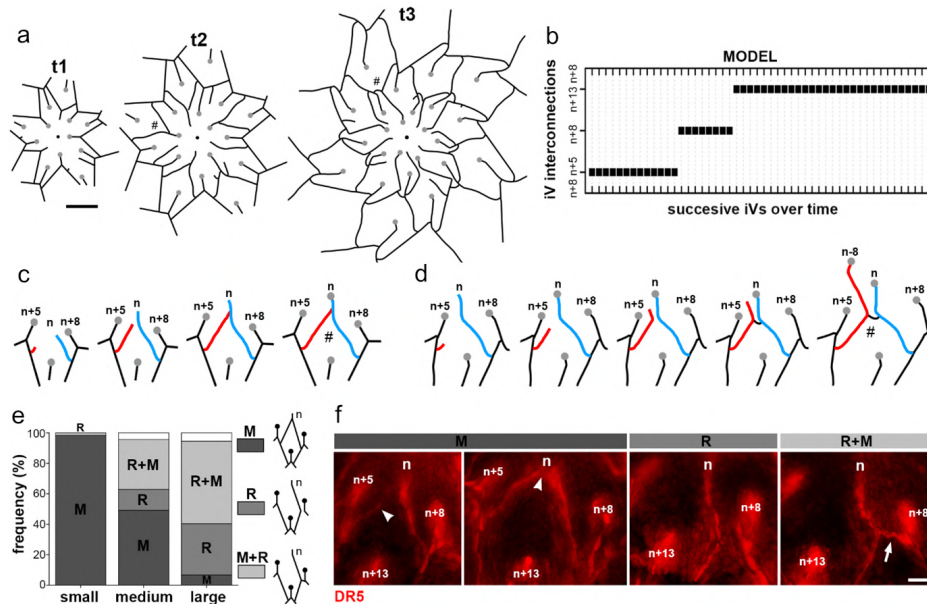 a
t1
t2
t3
#
#
b
MODEL
iV interconnections
n+8
n+13
n+8
n+5
n+8
succesive iVs over time
c
n+5
n
n+8
n+5
n
n+8
n+5
n
n+8
n+5
n
n+8
#
d
n+5
n
n+8
n+5
n
n+8
n+5
n
n+8
n+5
n
n+8
n-8
n
n+5
n+8
#
e
frequency (%)
100
80
60
40
20
0
R
M
R+M
R
M
R+M
R
M
small
medium
large
M
n
R
n
M+R
n
f
M
R
R+M
n
n+5
n+8
n+13
n
n+5
n+8
n+13
n
n+8
n+13
n
n+8
n+13
DR5